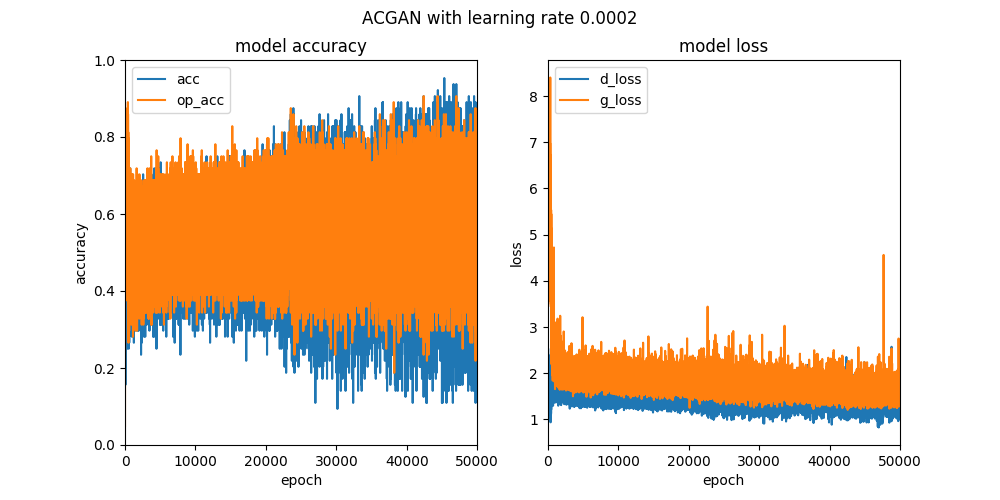 ACGAN with learning rate 0.0002
model accuracy
acc
op_acc
accuracy
1.0
0.8
0.6
0.4
0.2
0.0
0
10000
20000
30000
40000
50000
epoch
model loss
d_loss
g_loss
loss
8
7
6
5
4
3
2
1
0
10000
20000
30000
40000
50000
epoch